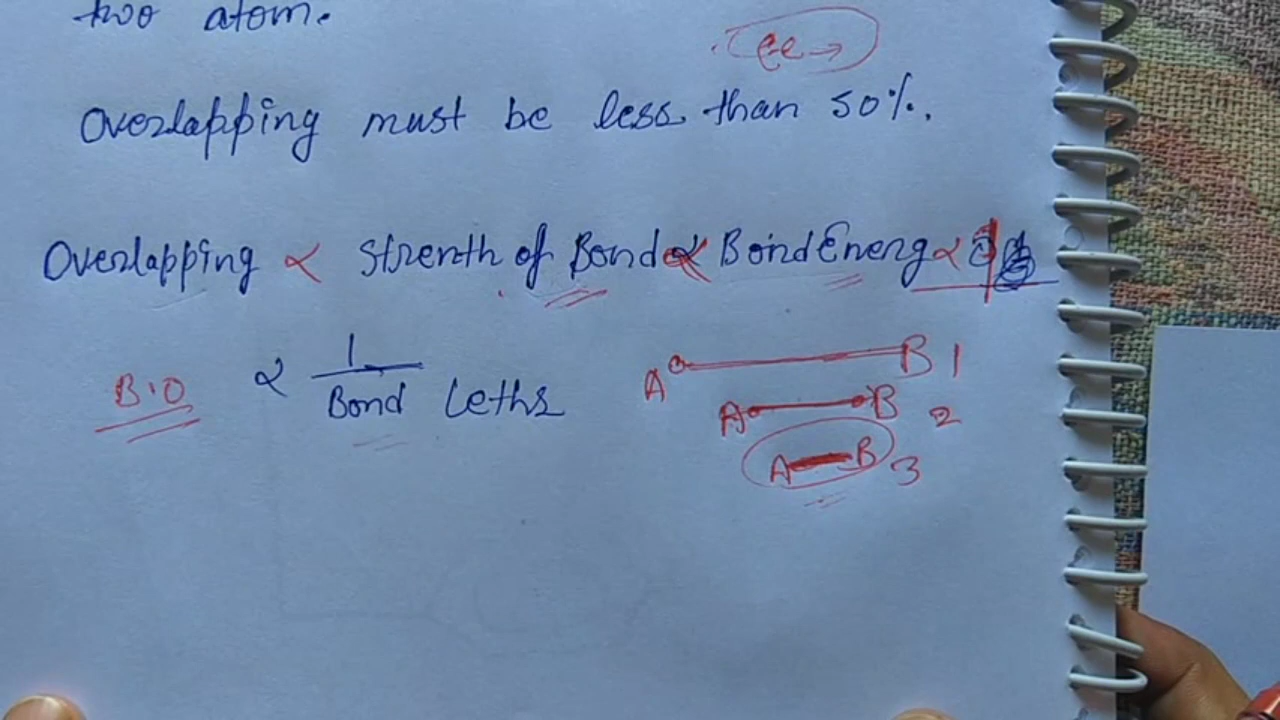 two atom.
Overlapping must be less than 50%.
Overlapping ∝ Strenth of Bond ∝ Bond Energ ∝
B.O ∝ 1 / Bond Leths
A B 1
A B 2
A B 3